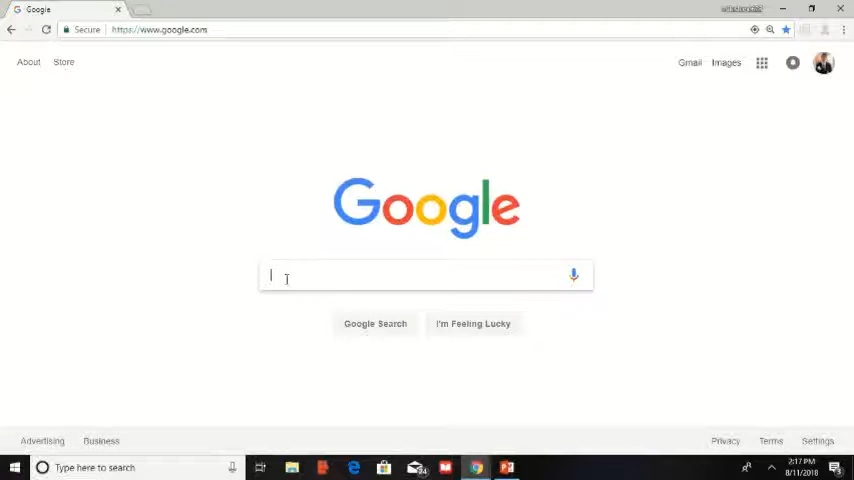 Google
Secure
https://www.google.com
About
Store
Gmail
Images
Google
Google Search
I'm Feeling Lucky
Advertising
Business
Privacy
Terms
Settings
Type here to search
2:17 PM
8/11/2018